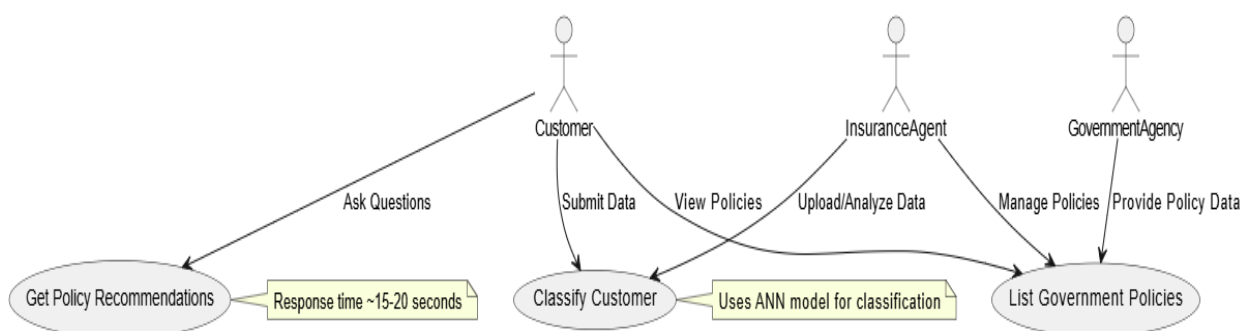 Customer
InsuranceAgent
GovernmentAgency
Ask Questions
Submit Data
View Policies
Upload/Analyze Data
Manage Policies
Provide Policy Data
Get Policy Recommendations
Response time ~15-20 seconds
Classify Customer
Uses ANN model for classification
List Government Policies